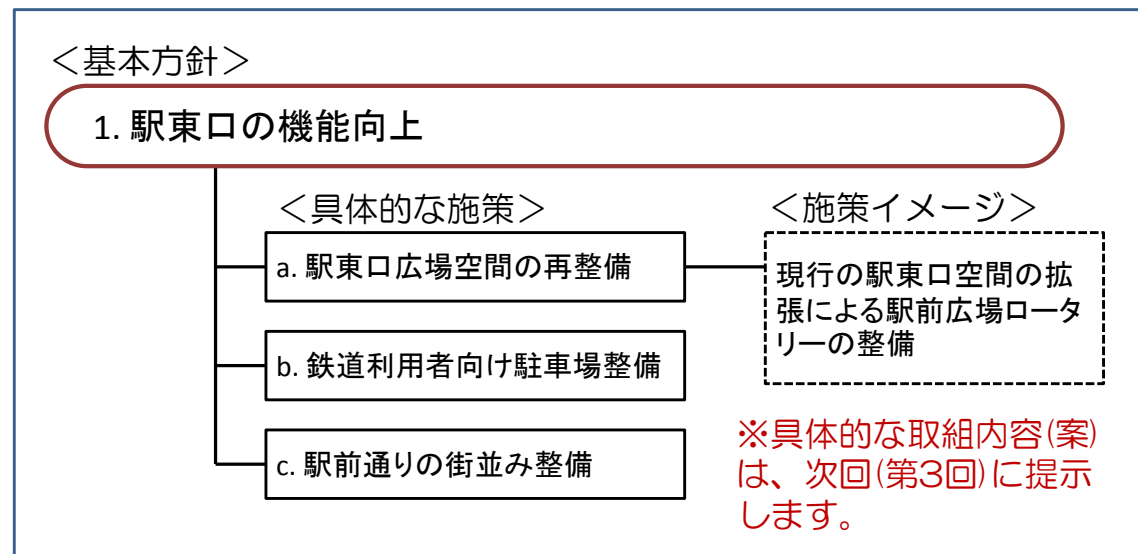 ＜基本方針＞
1. 駅東口の機能向上
＜具体的な施策＞
＜施策イメージ＞
a. 駅東口広場空間の再整備
現行の駅東口空間の拡
張による駅前広場ロータ
リーの整備
b. 鉄道利用者向け駐車場整備
c. 駅前通りの街並み整備
※具体的な取組内容(案)
は、次回(第3回)に提示
します。